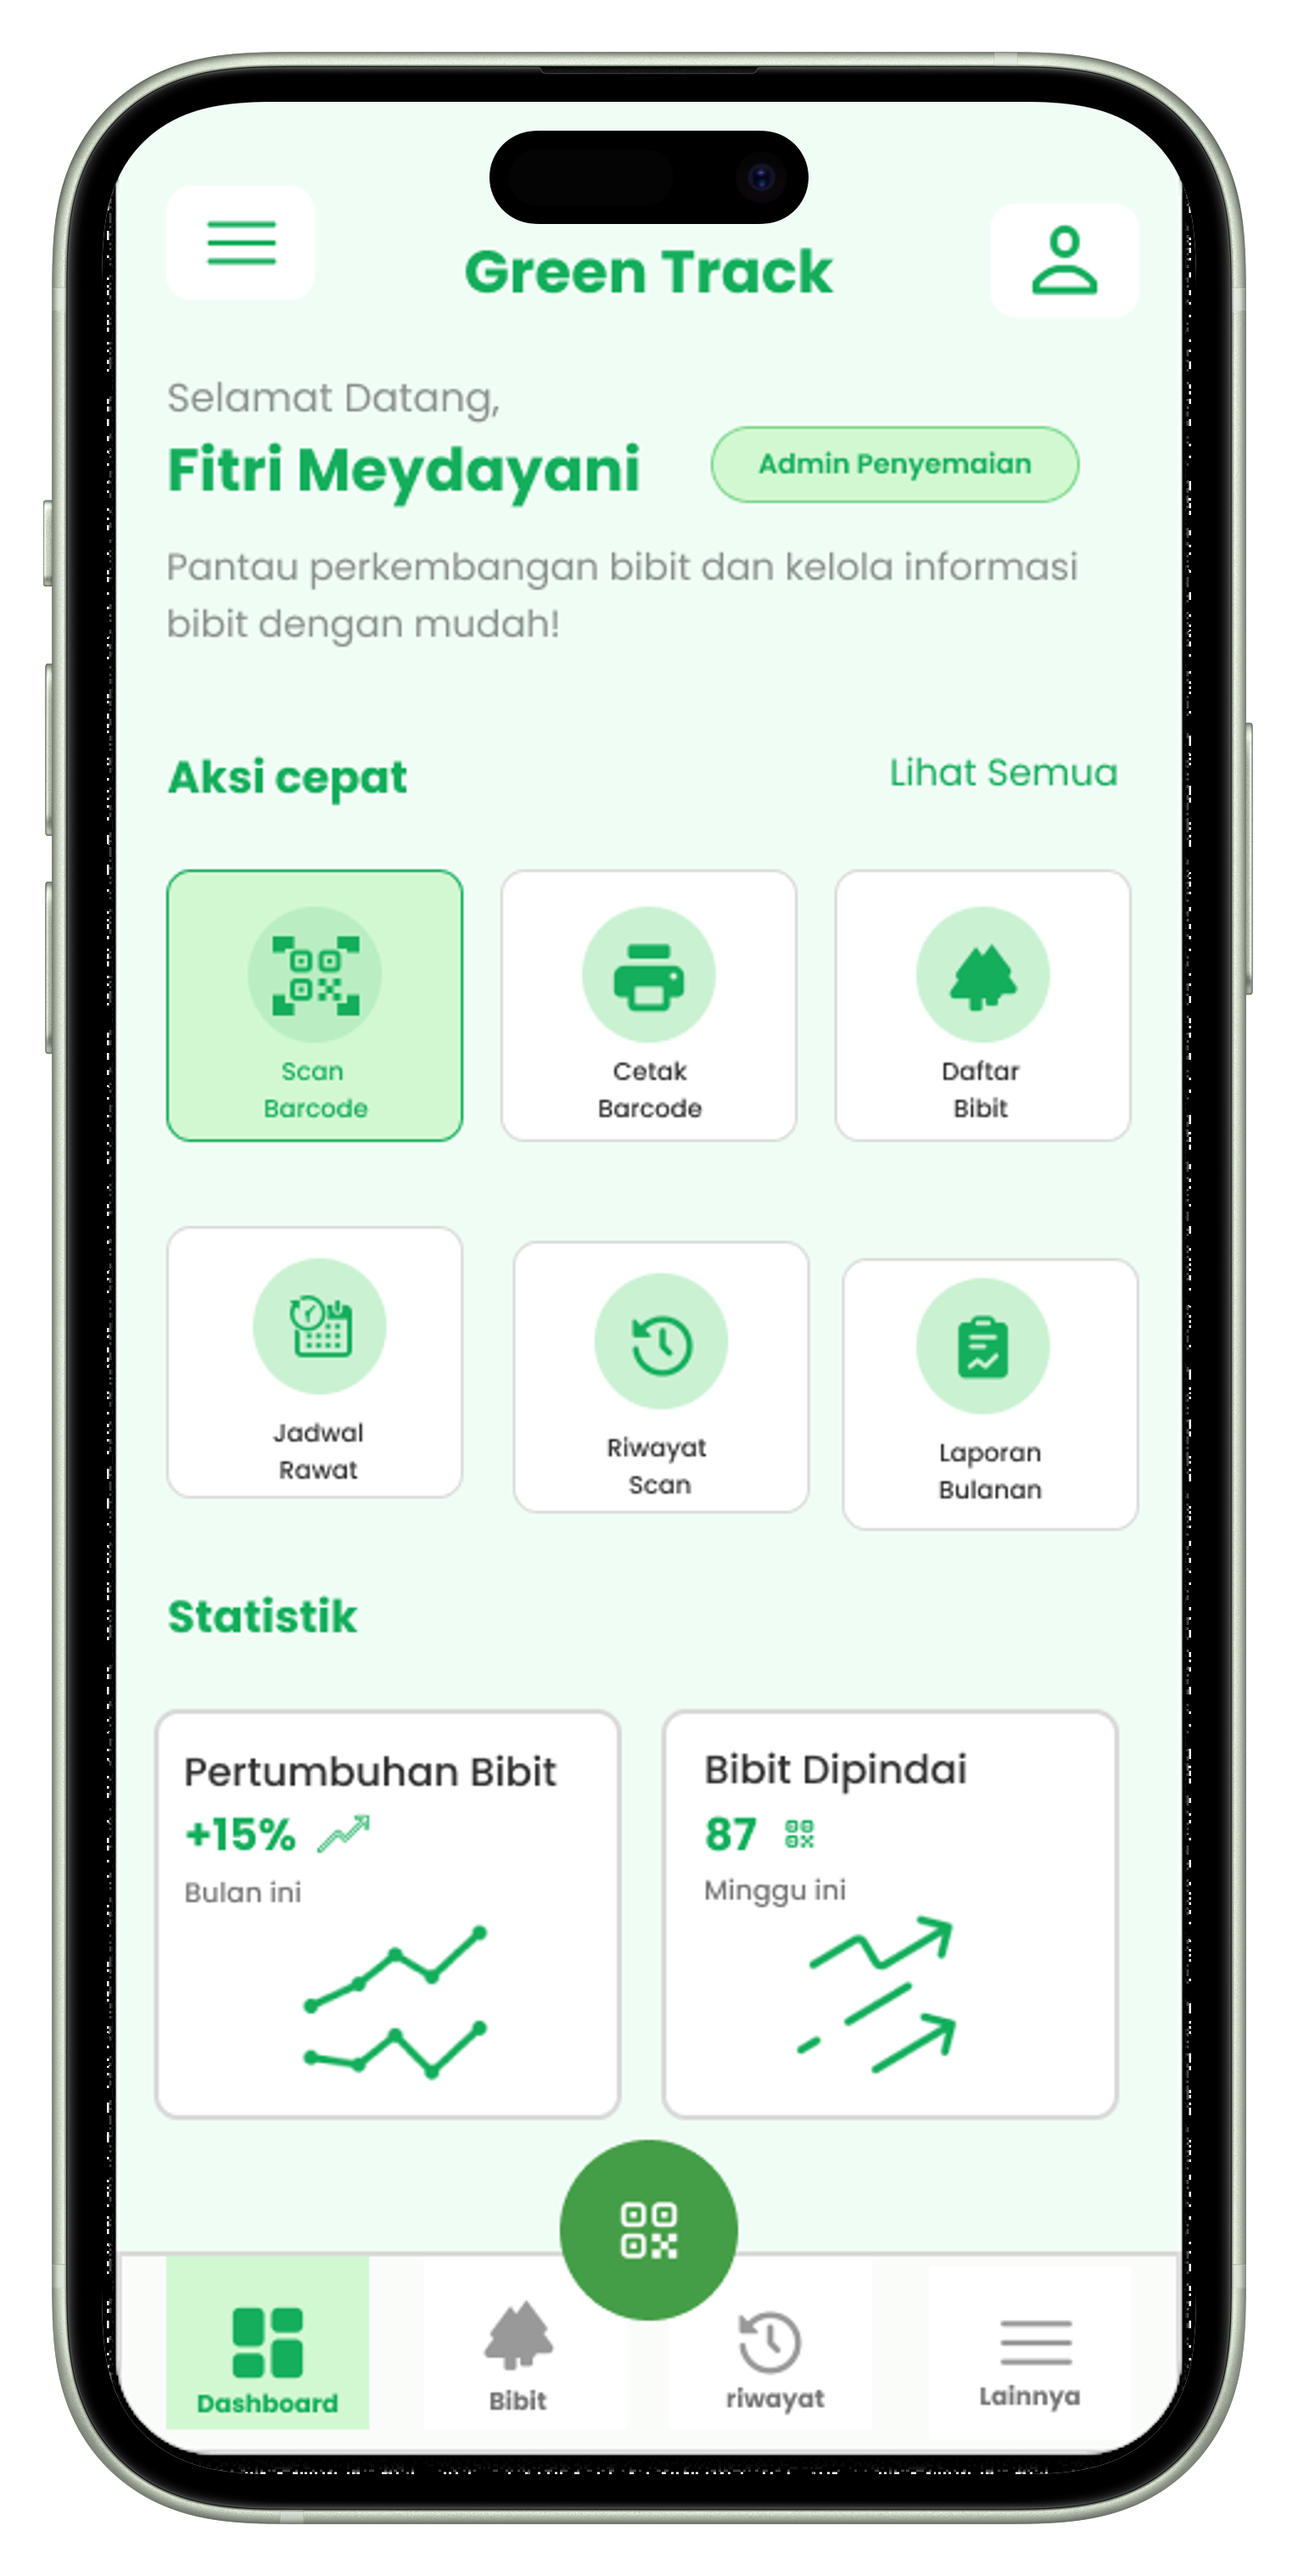 Green Track
Selamat Datang,
Fitri Meydayani
Admin Penyemaian
Pantau perkembangan bibit dan kelola informasi
bibit dengan mudah!
Aksi cepat
Lihat Semua
Scan
Barcode
Cetak
Barcode
Daftar
Bibit
Jadwal
Rawat
Riwayat
Scan
Laporan
Bulanan
Statistik
Pertumbuhan Bibit
+15%
Bulan ini
Bibit Dipindai
87
Minggu ini
Dashboard
Bibit
riwayat
Lainnya